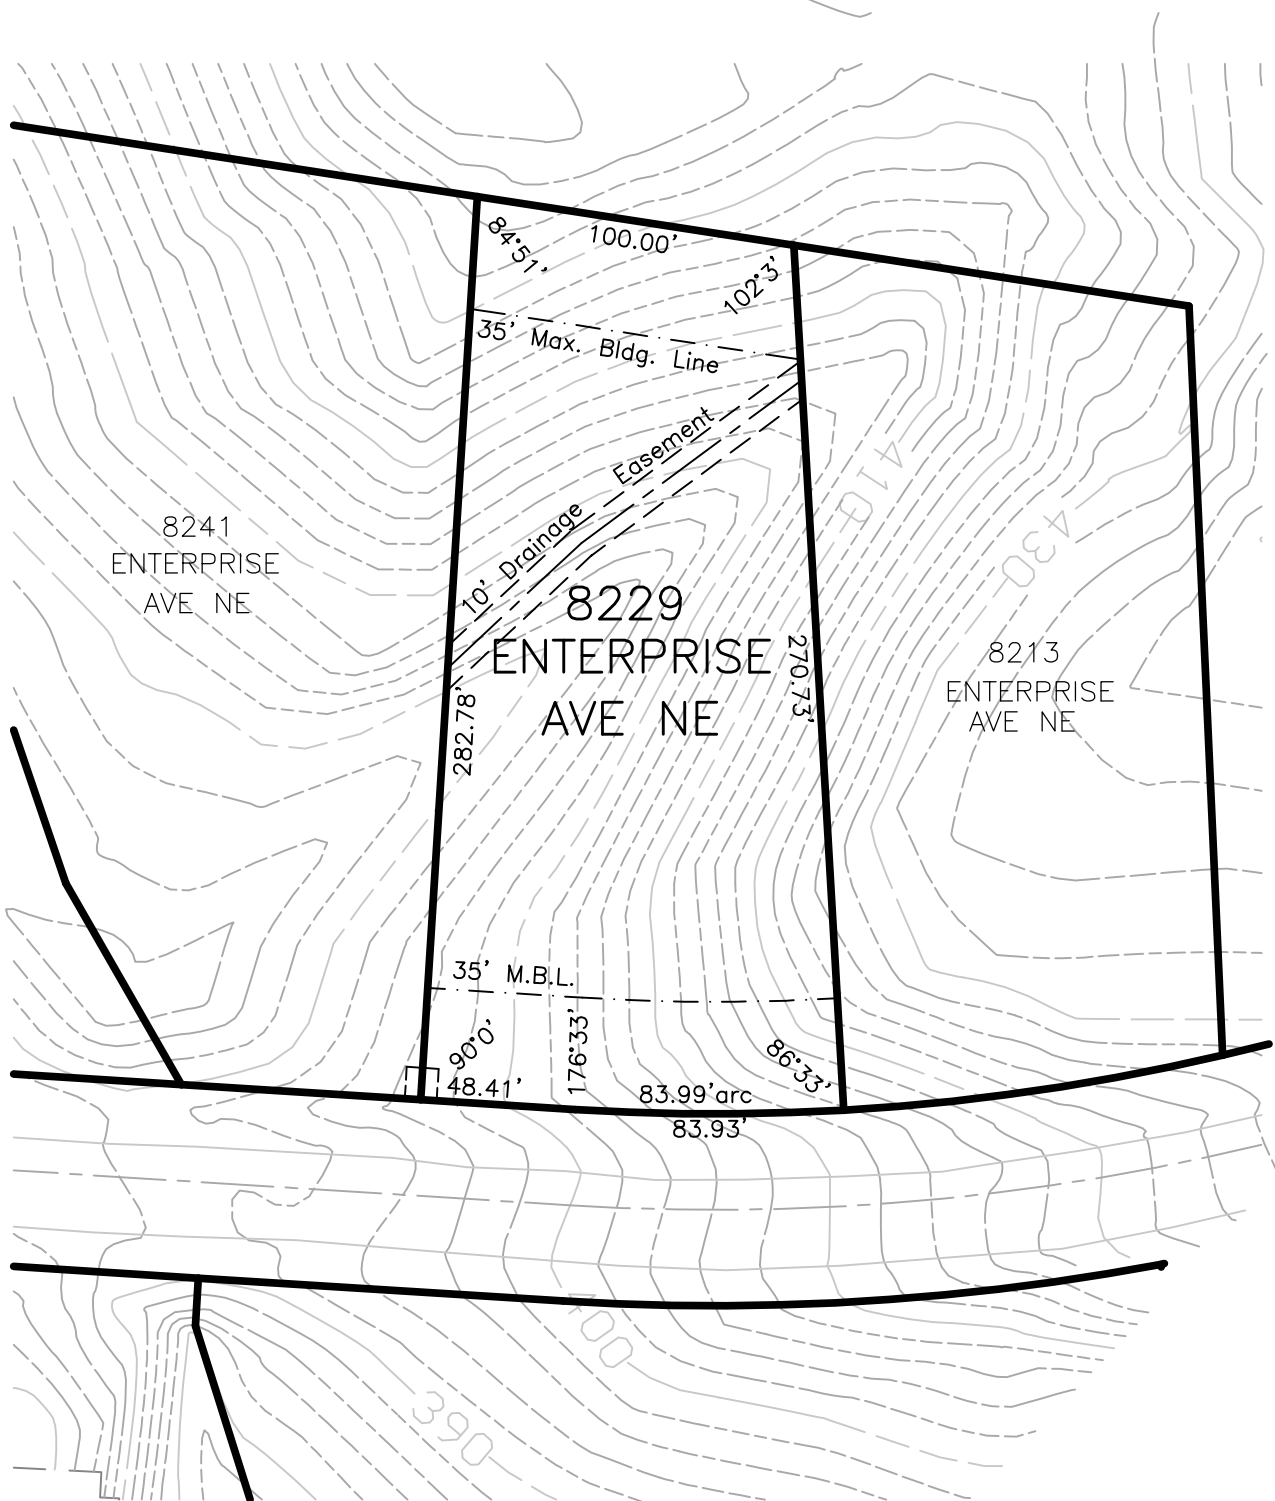 84°51'
100.00'
102°3'
35' Max. Bldg. Line
10' Drainage Easement
410
430
8241
ENTERPRISE
AVE NE
8229
ENTERPRISE
AVE NE
8213
ENTERPRISE
AVE NE
282.78'
270.73'
35' M.B.L.
90°0'
176°33'
86°33'
48.41'
83.99'arc
83.93'
400
390